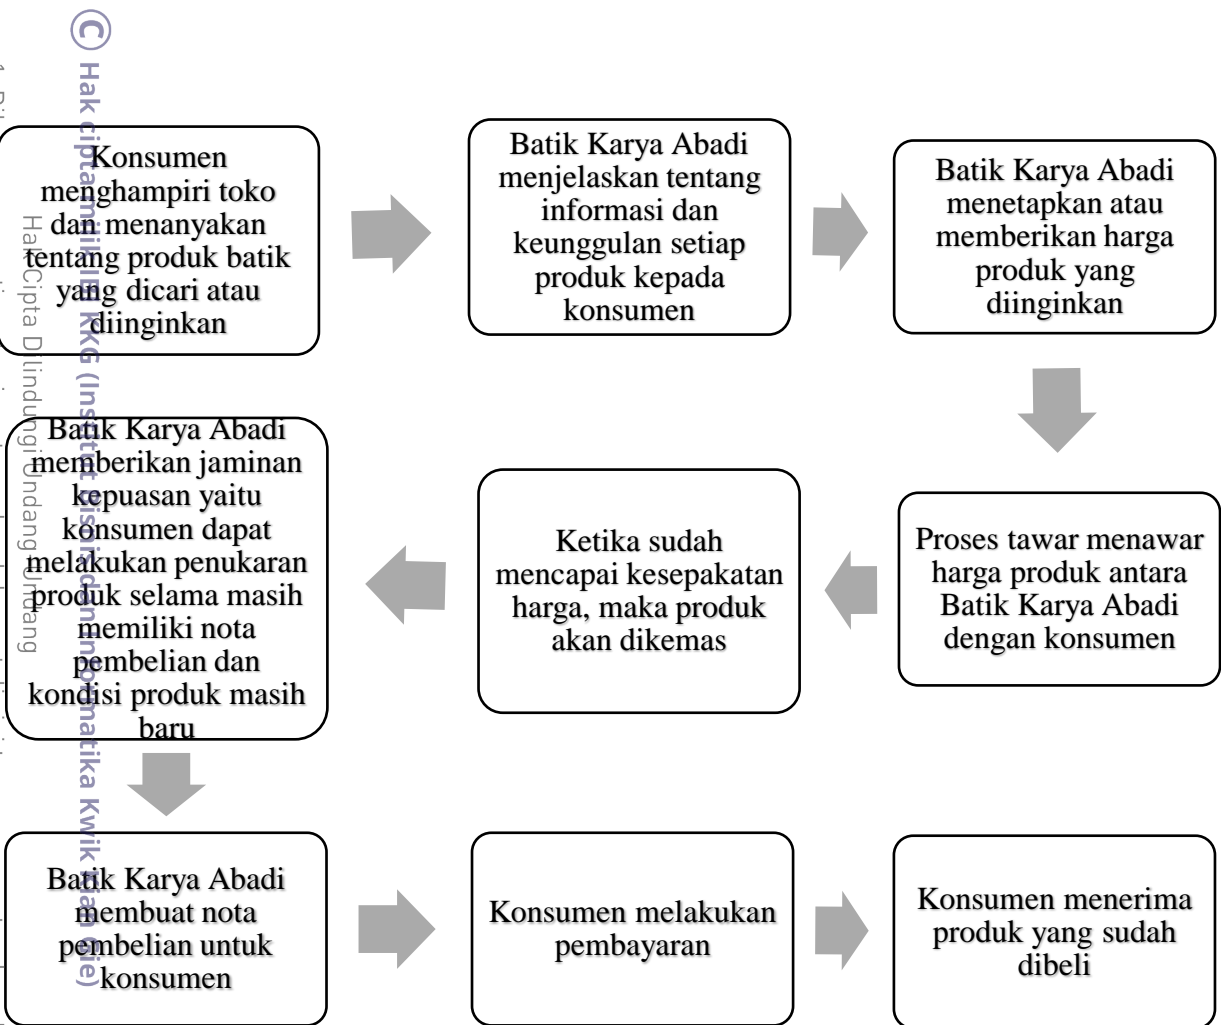 Konsumen
menghampiri toko
dan menanyakan
tentang produk batik
yang dicari atau
diinginkan
Batik Karya Abadi
menjelaskan tentang
informasi dan
keunggulan setiap
produk kepada
konsumen
Batik Karya Abadi
menetapkan atau
memberikan harga
produk yang
diinginkan
Proses tawar menawar
harga produk antara
Batik Karya Abadi
dengan konsumen
Ketika sudah
mencapai kesepakatan
harga, maka produk
akan dikemas
Batik Karya Abadi
memberikan jaminan
kepuasan yaitu
konsumen dapat
melakukan penukaran
produk selama masih
memiliki nota
pembelian dan
kondisi produk masih
baru
Batik Karya Abadi
membuat nota
pembelian untuk
konsumen
Konsumen melakukan
pembayaran
Konsumen menerima
produk yang sudah
dibeli
© Hak cipta milik IBI KKG (Institut Bisnis dan Informatika Kwik Kian Gie)
Hak Cipta Dilindungi Undang-Undang